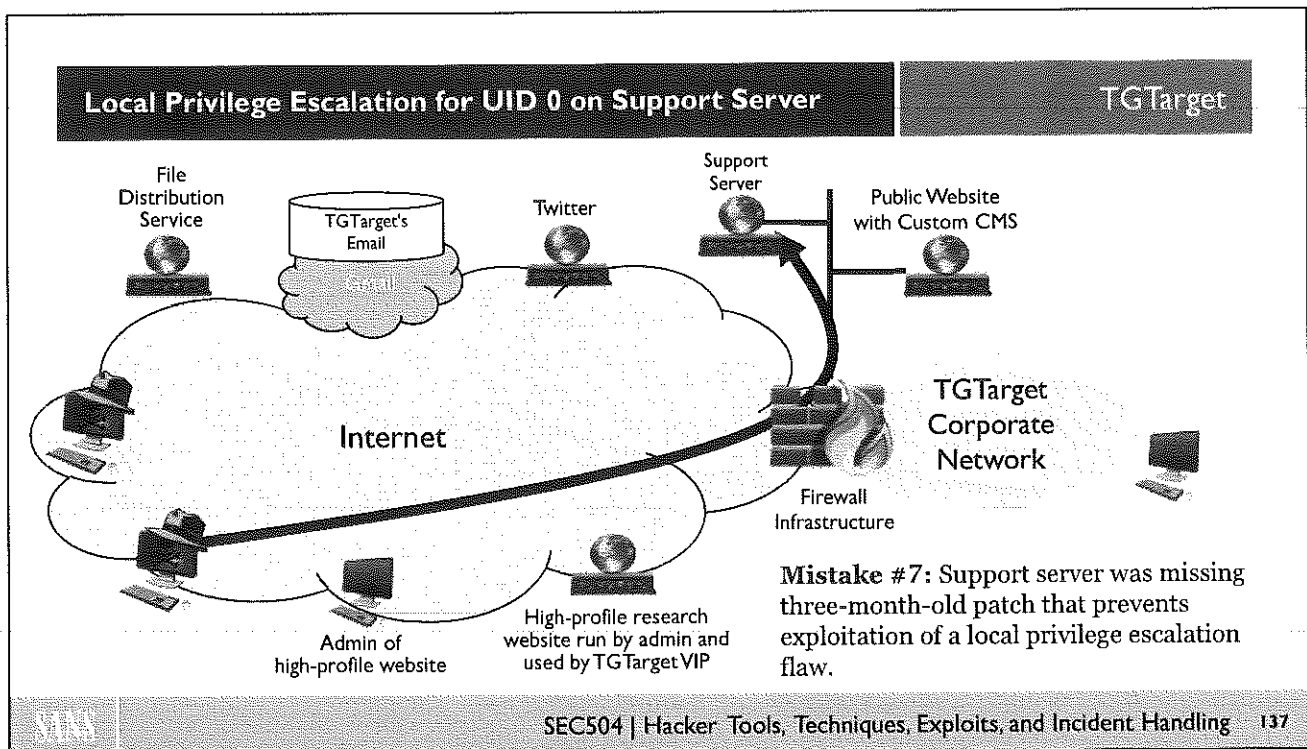 Local Privilege Escalation for UID 0 on Support Server
TGTarget
File
Distribution
Service
TGTarget's
Email
Twitter
Support
Server
Public Website
with Custom CMS
Internet
TGTarget
Corporate
Network
Firewall
Infrastructure
Admin of
high-profile website
High-profile research
website run by admin and
used by TGTarget VIP
Mistake #7: Support server was missing
three-month-old patch that prevents
exploitation of a local privilege escalation
flaw.
SANS
SEC504 | Hacker Tools, Techniques, Exploits, and Incident Handling 137